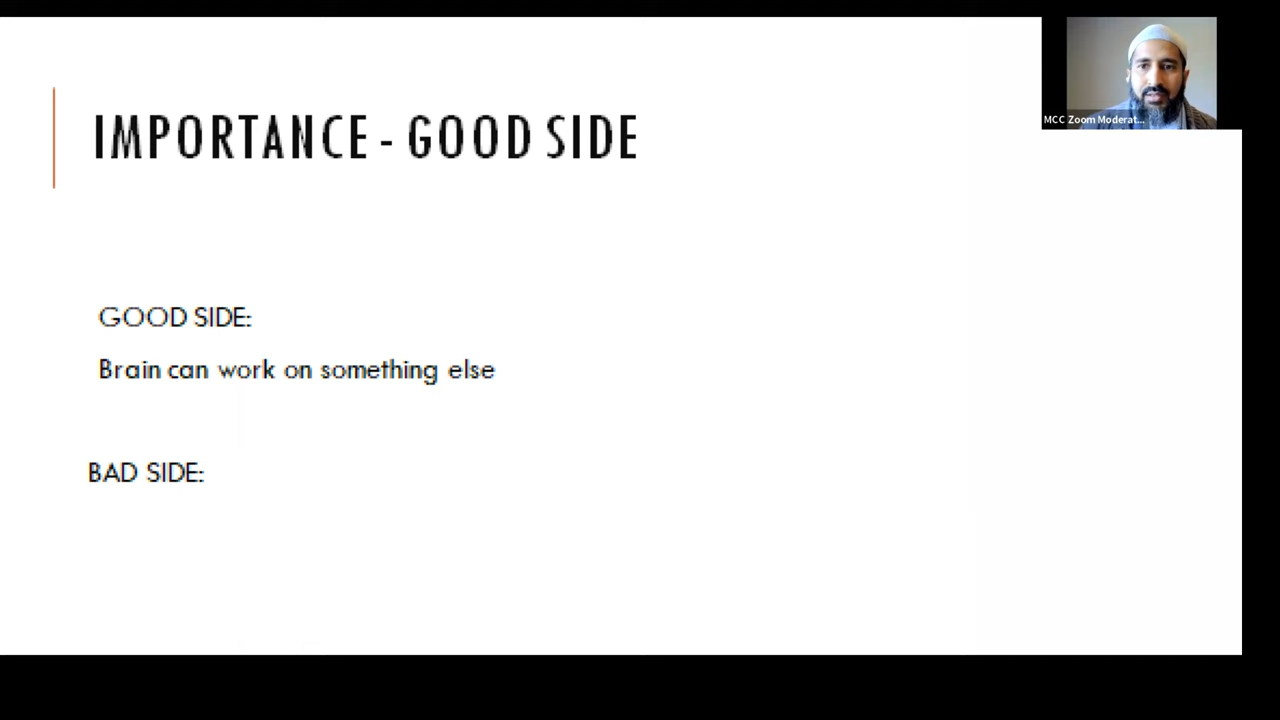 MCC Zoom Moderat...
IMPORTANCE - GOOD SIDE
GOOD SIDE:
Brain can work on something else
BAD SIDE: